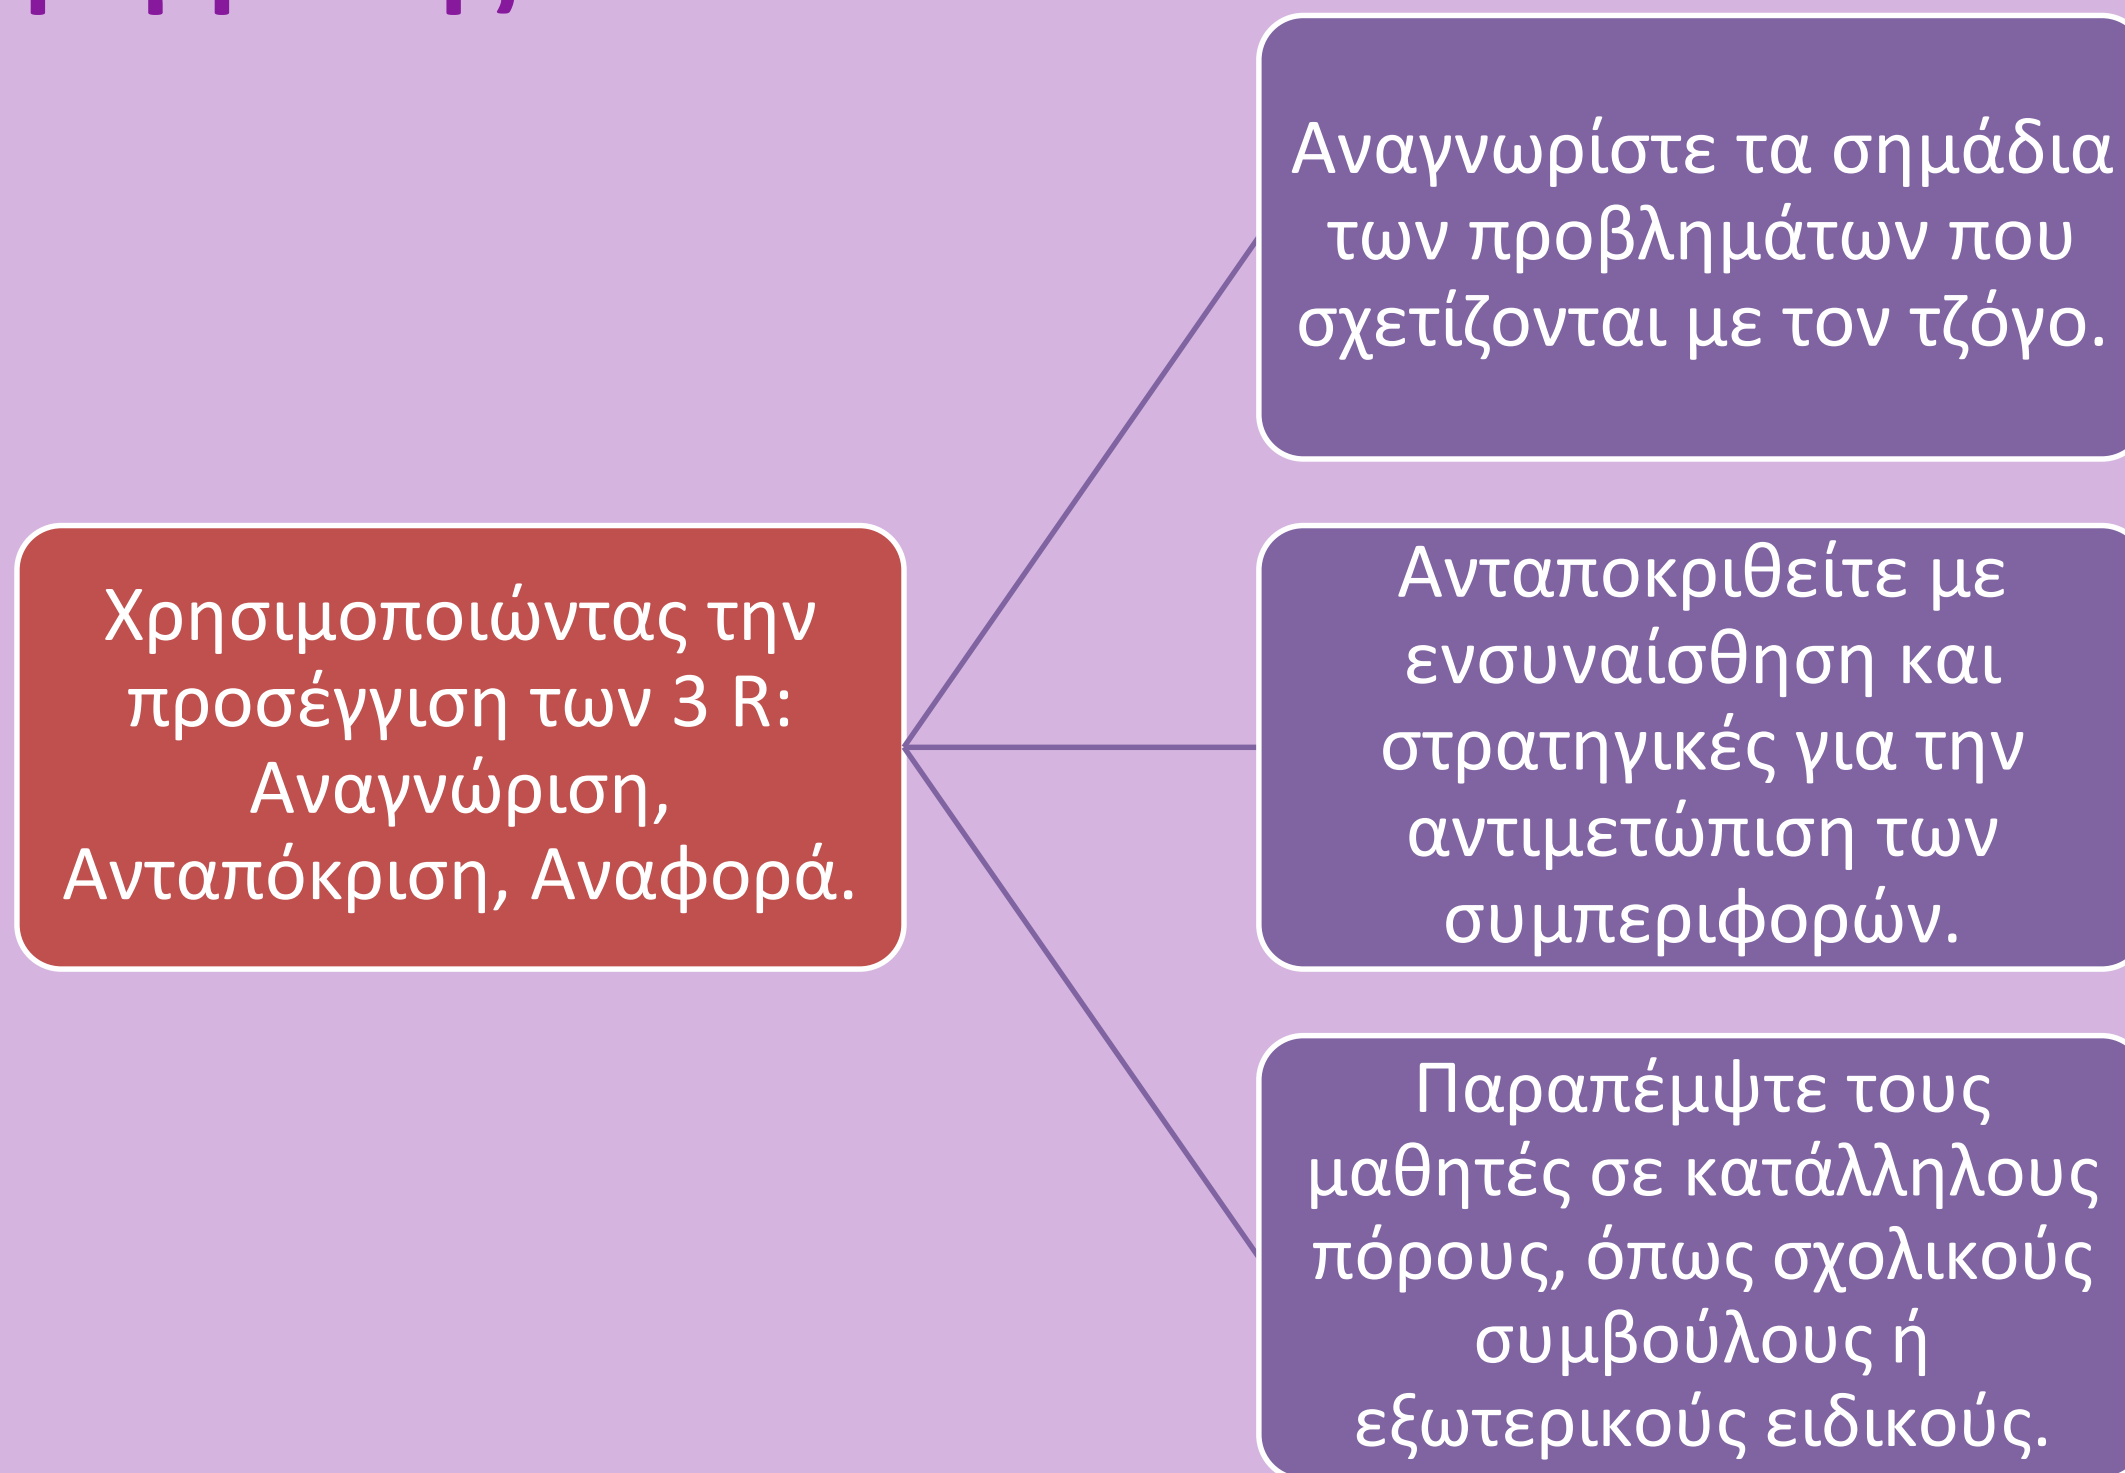 Χρησιμοποιώντας την
προσέγγιση των 3 R:
Αναγνώριση,
Ανταπόκριση, Αναφορά.
Αναγνωρίστε τα σημάδια
των προβλημάτων που
σχετίζονται με τον τζόγο.
Ανταποκριθείτε με
ενσυναίσθηση και
στρατηγικές για την
αντιμετώπιση των
συμπεριφορών.
Παραπέμψτε τους
μαθητές σε κατάλληλους
πόρους, όπως σχολικούς
συμβούλους ή
εξωτερικούς ειδικούς.